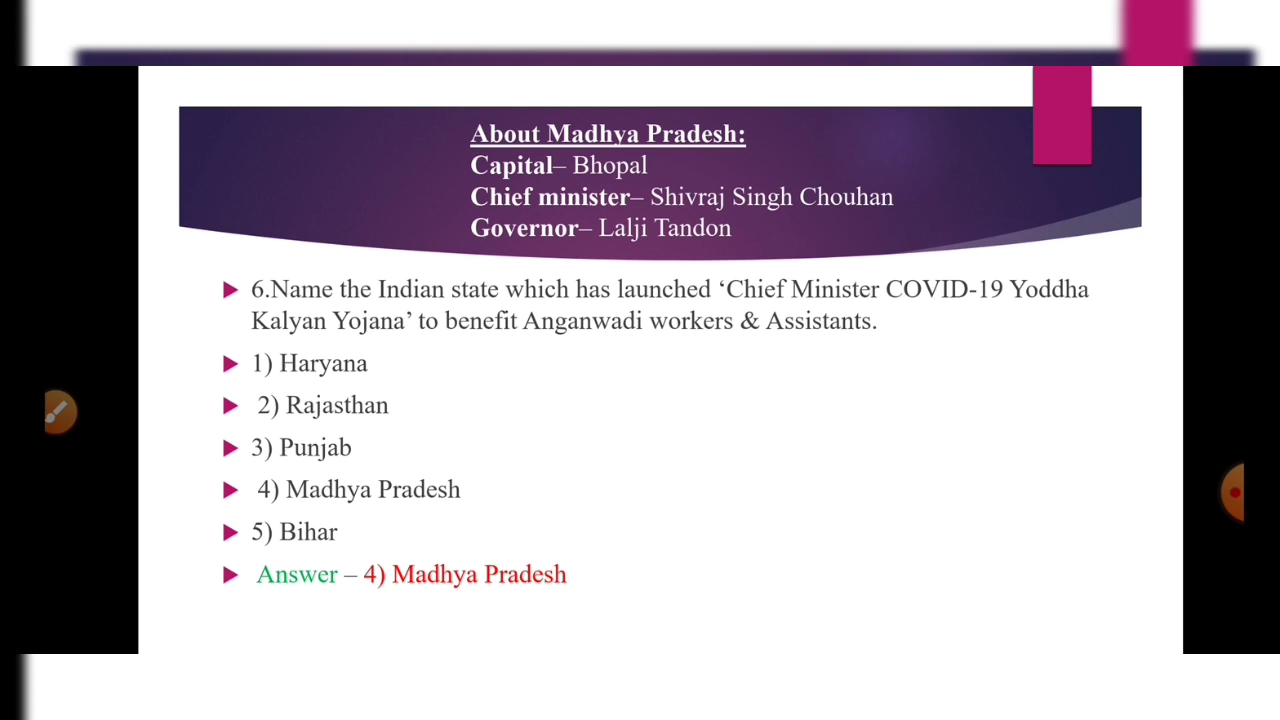 About Madhya Pradesh:
Capital– Bhopal
Chief minister– Shivraj Singh Chouhan
Governor– Lalji Tandon
6.Name the Indian state which has launched ‘Chief Minister COVID-19 Yoddha
Kalyan Yojana’ to benefit Anganwadi workers & Assistants.
1) Haryana
2) Rajasthan
3) Punjab
4) Madhya Pradesh
5) Bihar
Answer – 4) Madhya Pradesh